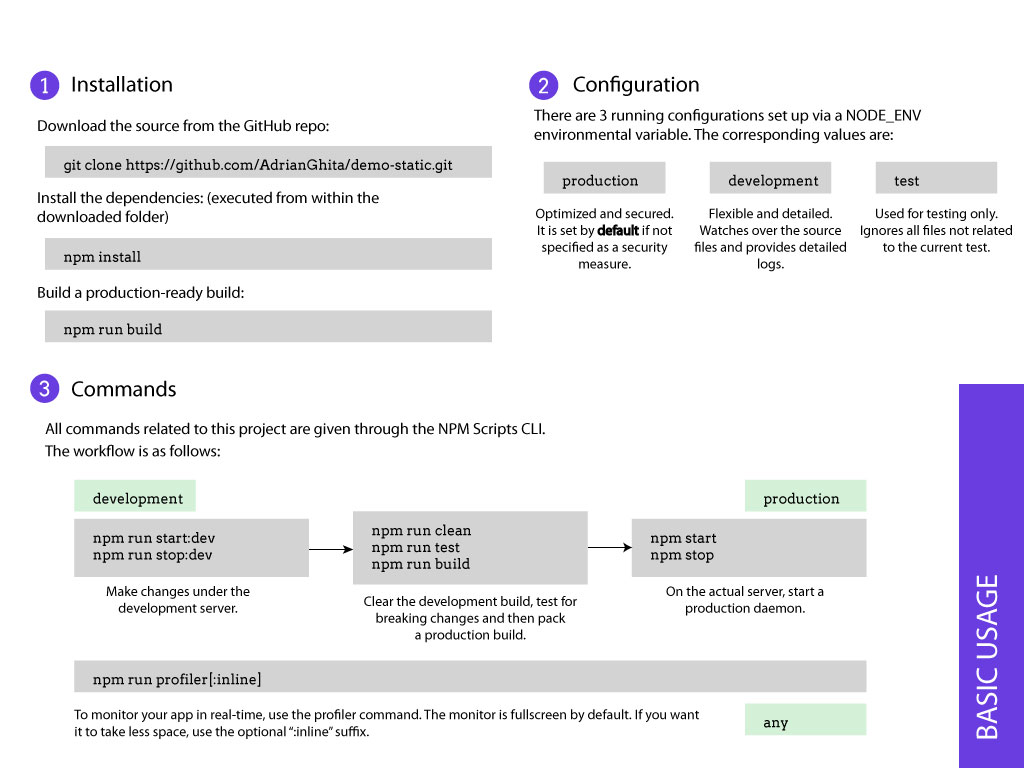 1 Installation
Download the source from the GitHub repo:
git clone https://github.com/AdrianGhita/demo-static.git
Install the dependencies: (executed from within the
downloaded folder)
npm install
Build a production-ready build:
npm run build
2 Configuration
There are 3 running configurations set up via a NODE_ENV
environmental variable. The corresponding values are:
production
Optimized and secured.
It is set by default if not
specified as a security
measure.
development
Flexible and detailed.
Watches over the source
files and provides detailed
logs.
test
Used for testing only.
Ignores all files not related
to the current test.
3 Commands
All commands related to this project are given through the NPM Scripts CLI.
The workflow is as follows:
development
npm run start:dev
npm run stop:dev
Make changes under the
development server.
npm run clean
npm run test
npm run build
Clear the development build, test for
breaking changes and then pack
a production build.
production
npm start
npm stop
On the actual server, start a
production daemon.
npm run profiler[:inline]
To monitor your app in real-time, use the profiler command. The monitor is fullscreen by default. If you want
it to take less space, use the optional ":inline" suffix.
any
BASIC USAGE